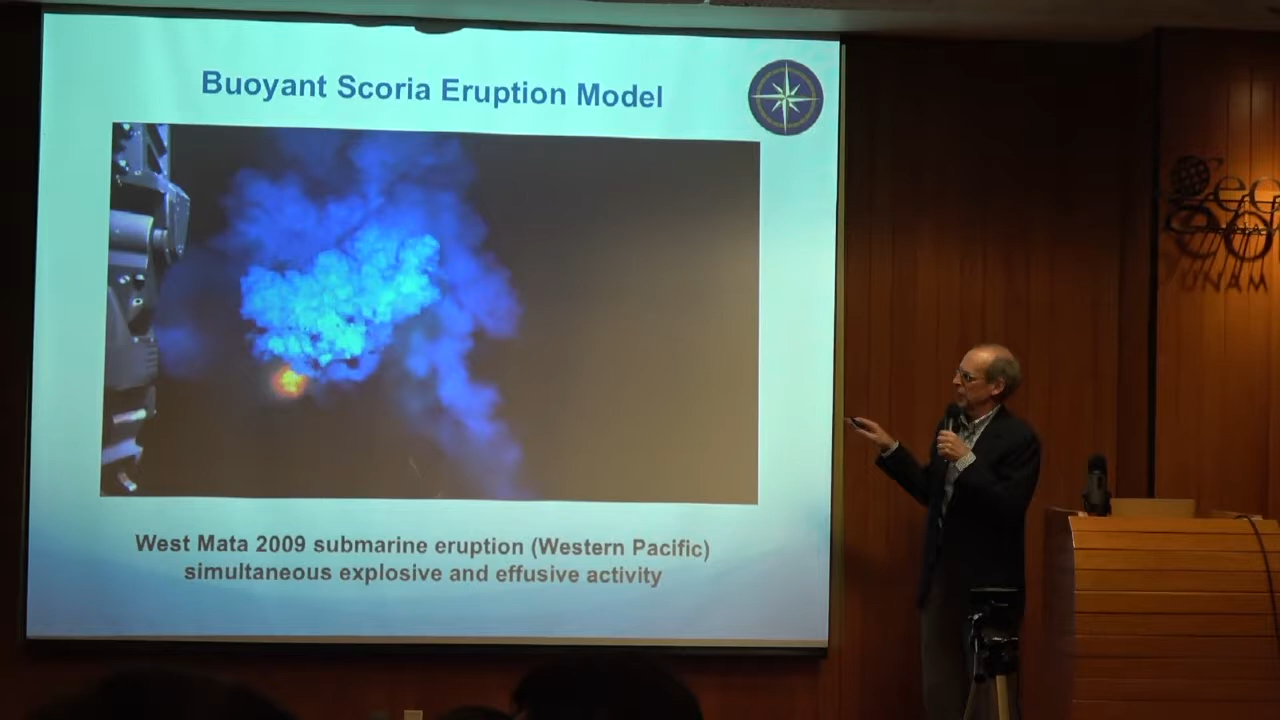 Buoyant Scoria Eruption Model
West Mata 2009 submarine eruption (Western Pacific)
simultaneous explosive and effusive activity
UNAM